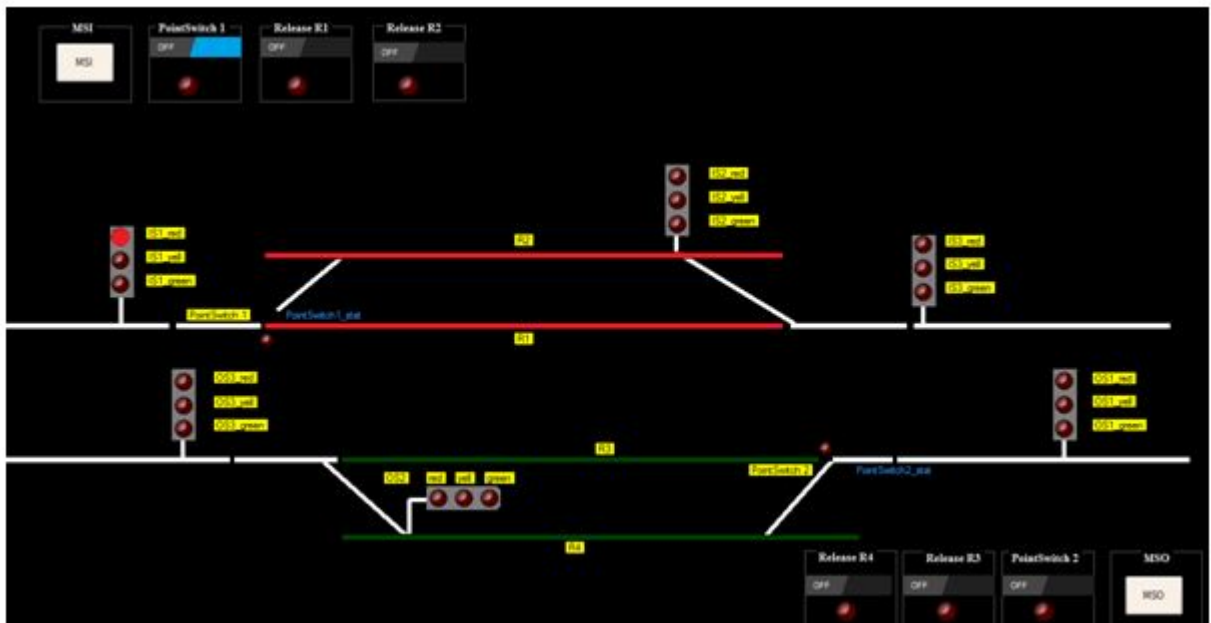 MSI
PointSwitch 1
Release R1
Release R2
MSI
OFF
OFF
OFF
IS2_red
IS2_yell
IS2_green
R2
IS1_red
IS1_yell
IS1_green
IS3_red
IS3_yell
IS3_green
PointSwitch 1
PointSwitch1_stat
R1
OS3_red
OS3_yell
OS3_green
OS1_red
OS1_yell
OS1_green
R3
PointSwitch 2
PointSwitch2_stat
OS2 red yell green
R4
Release R4
Release R3
PointSwitch 2
MSO
OFF
OFF
OFF
MSO